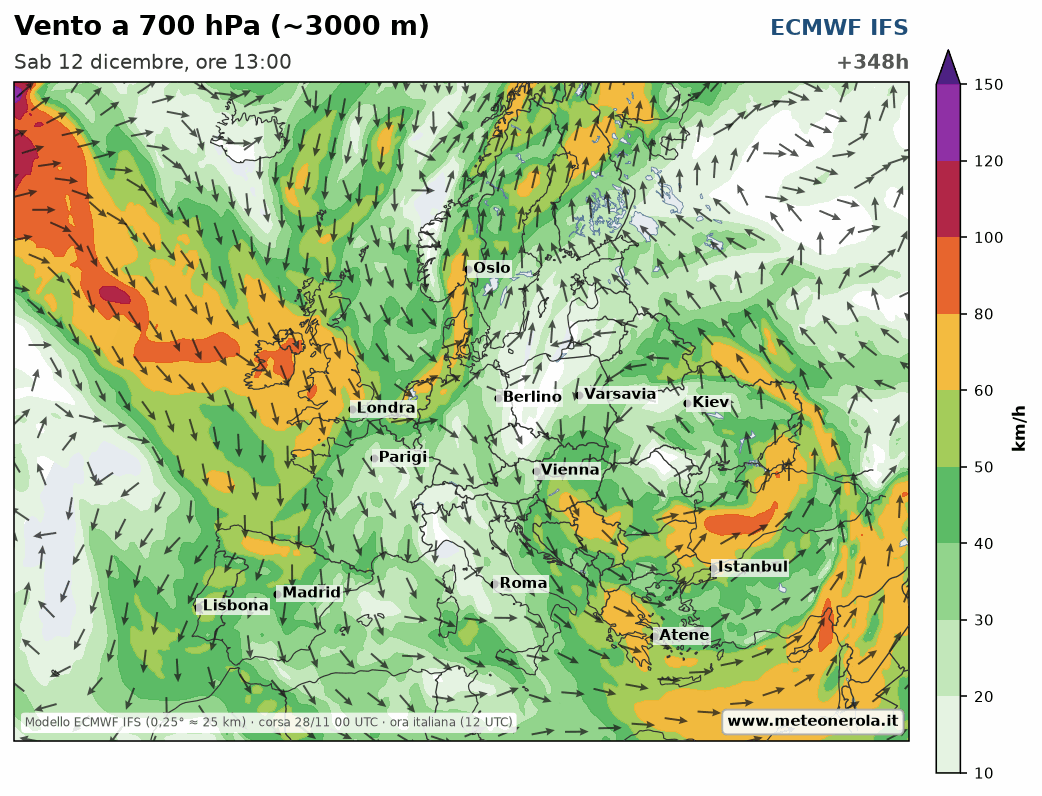 Vento a 700 hPa (~3000 m)
ECMWF IFS
Sab 12 dicembre, ore 13:00
+348h
150
120
100
80
60
50
40
30
20
10
km/h
Oslo
Berlino
Varsavia
Kiev
Londra
Parigi
Vienna
Istanbul
Roma
Madrid
Lisbona
Atene
Modello ECMWF IFS (0,25° ≈ 25 km) · corsa 28/11 00 UTC · ora italiana (12 UTC)
www.meteonerola.it